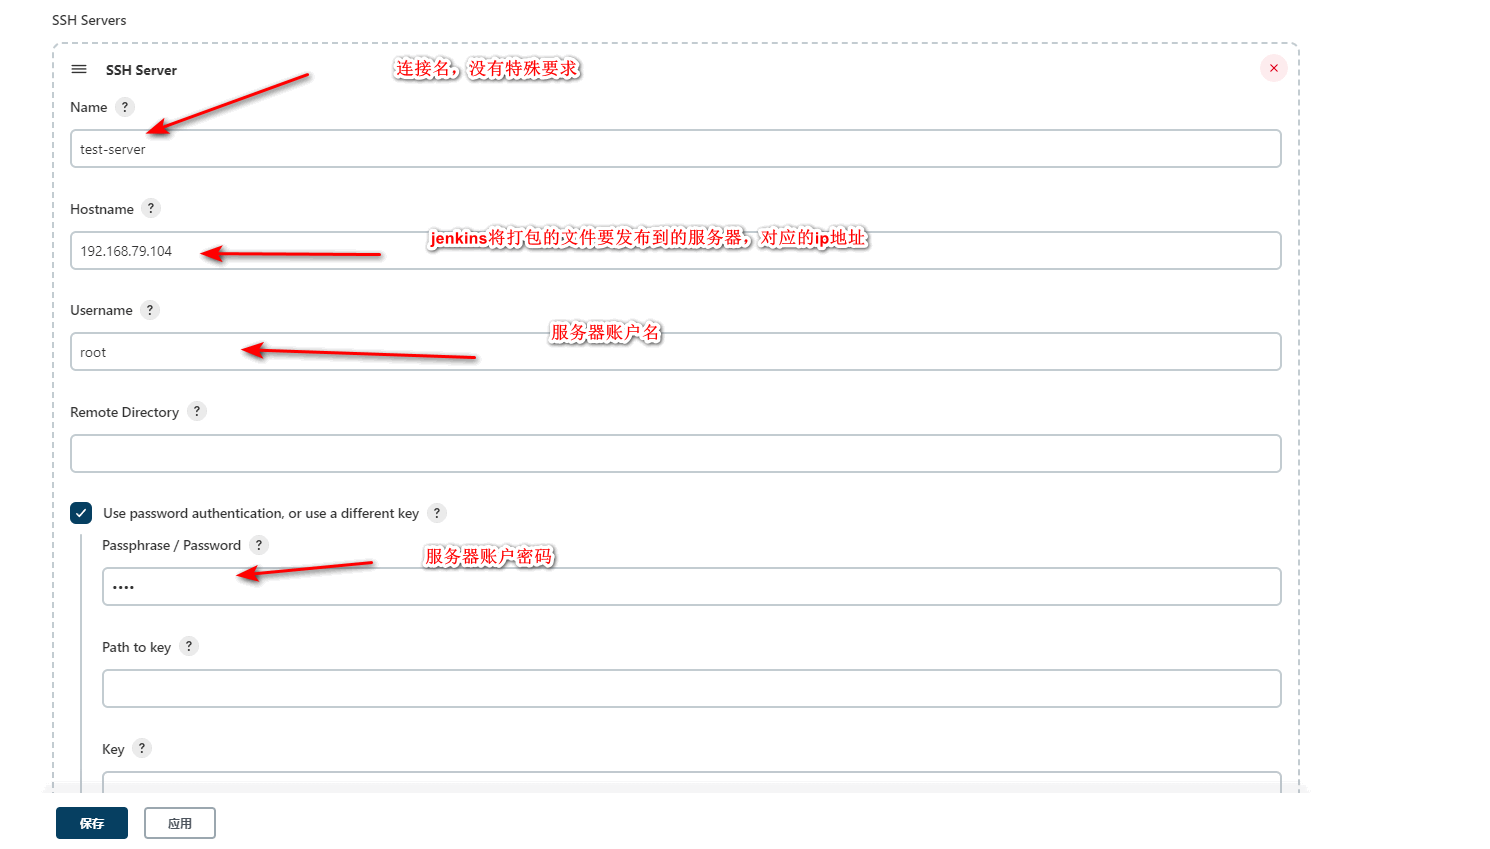 SSH Servers
SSH Server
连接名，没有特殊要求
Name ?
test-server
Hostname ?
jenkins将打包的文件要发布到的服务器，对应的ip地址
192.168.79.104
Username ?
服务器账户名
root
Remote Directory ?
Use password authentication, or use a different key ?
Passphrase / Password ?
服务器账户密码
••••
Path to key ?
Key ?
保存 应用